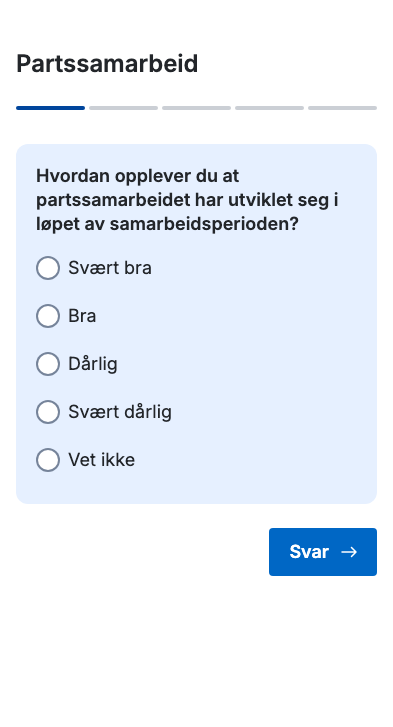 Partssamarbeid
Hvordan opplever du at
partssamarbeidet har utviklet seg i
løpet av samarbeidsperioden?
Svært bra
Bra
Dårlig
Svært dårlig
Vet ikke
Svar →